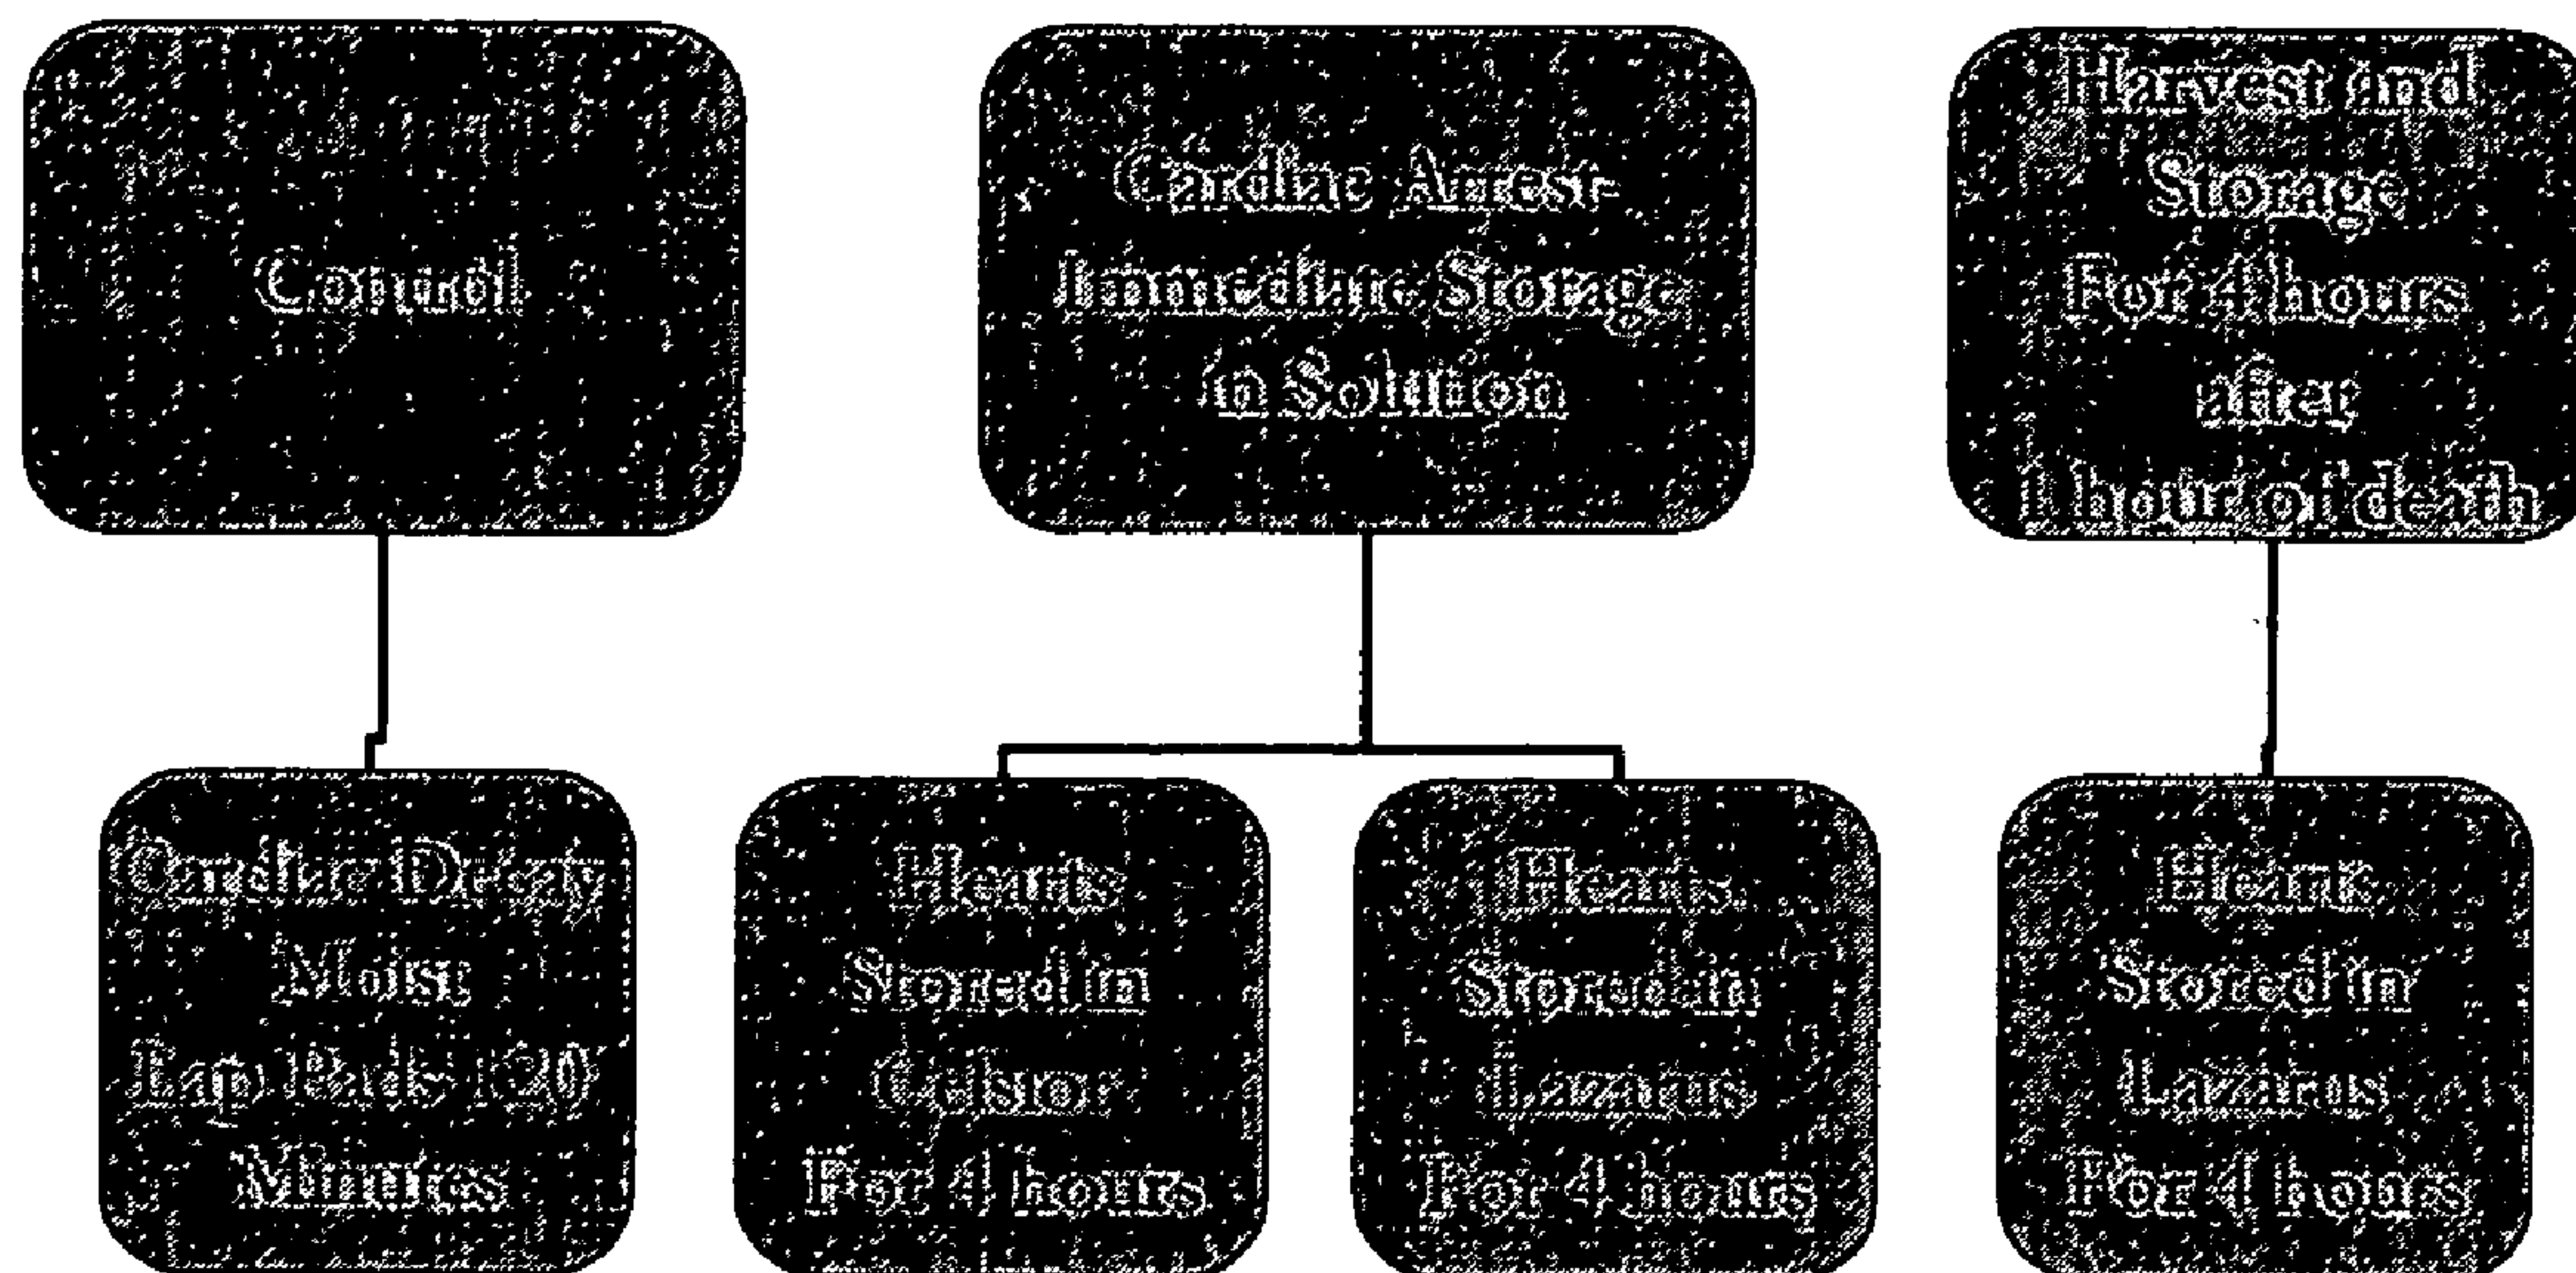 Control
Cardiac Arrest-
Immediate Storage
in Solution
Harvest and
Storage
For 4 hours
after
1 hour of death
Cardiac Decay
Moist
Lap Pads 120
Minutes
Hearts
Stored in
Celsior
For 4 hours
Hearts
Stored in
Lazarus
For 4 hours
Hearts
Stored in
Lazarus
For 4 hours